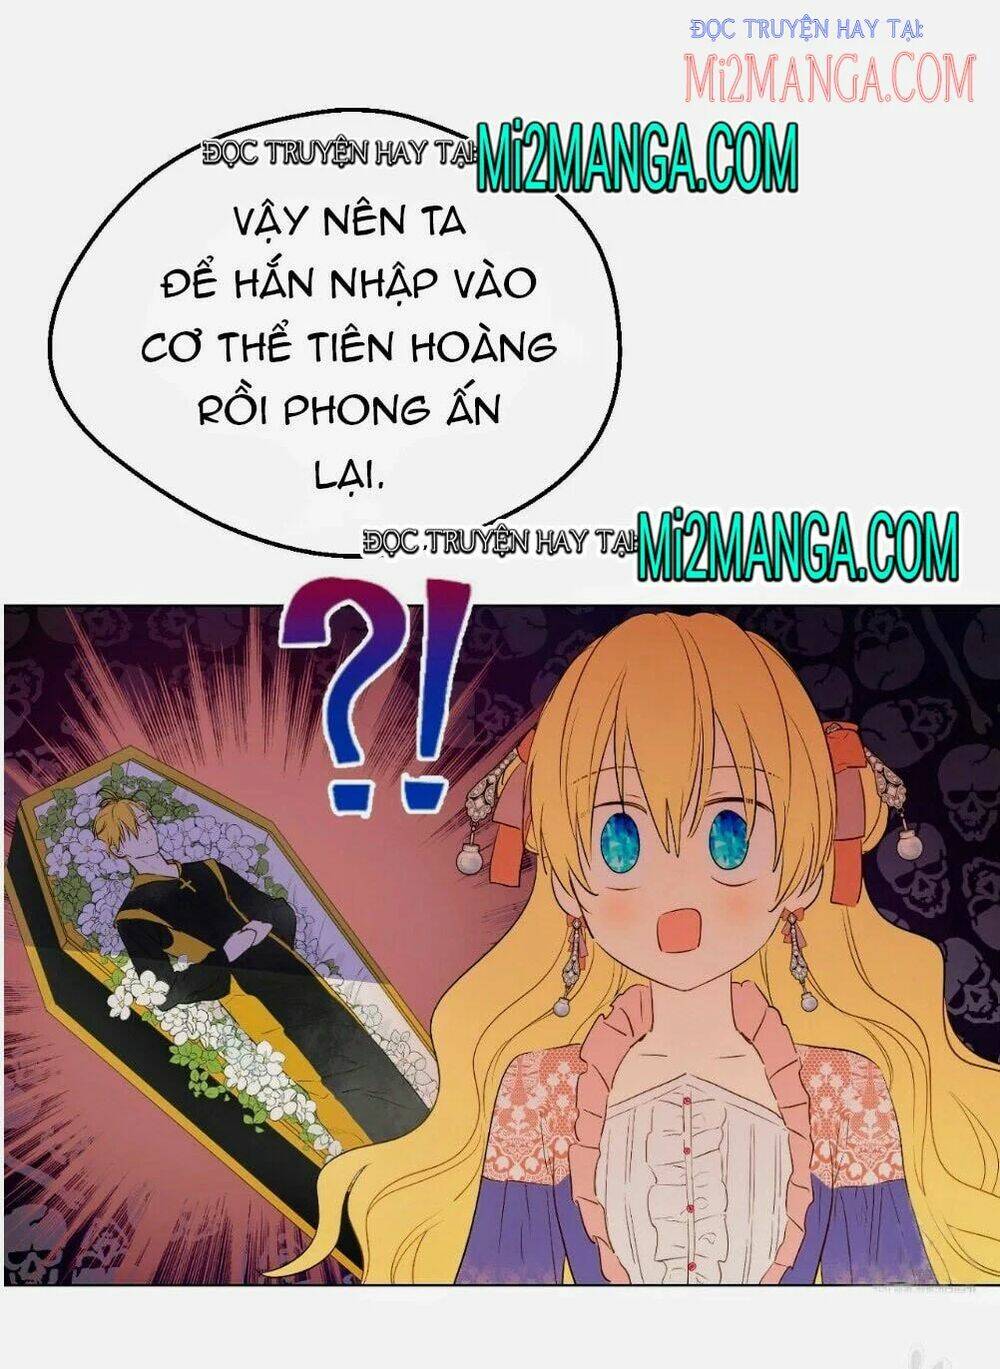 ĐỌC TRUYỆN HAY TẠI:
MI2MANGA.COM
ĐỌC TRUYỆN HAY TẠI: MI2MANGA.COM
VẬY NÊN TA
ĐỂ HẮN NHẬP VÀO
CƠ THỂ TIÊN HOÀNG
RỒI PHONG ẤN
LẠI.
ĐỌC TRUYỆN HAY TẠI: MI2MANGA.COM
?!